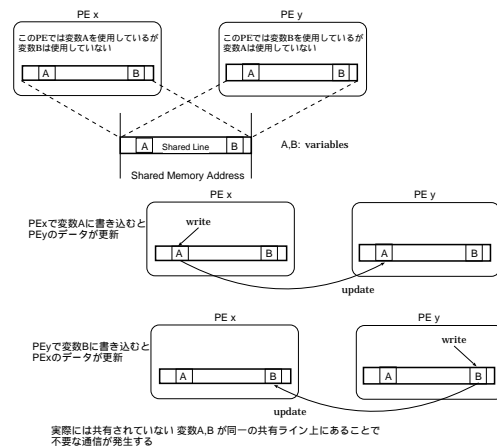 PE x
PE y
このPEでは変数Aを使用しているが
変数Bは使用していない
このPEでは変数Bを使用しているが
変数Aは使用していない
A B
A B
A Shared Line B
A,B: variables
Shared Memory Address
PE x
PE y
PExで変数Aに書き込むと
PEyのデータが更新
write
A B
A B
update
PE x
PE y
PEyで変数Bに書き込むと
PExのデータが更新
write
A B
A B
update
実際には共有されていない 変数A,B が同一の共有ライン上にあることで
不要な通信が発生する